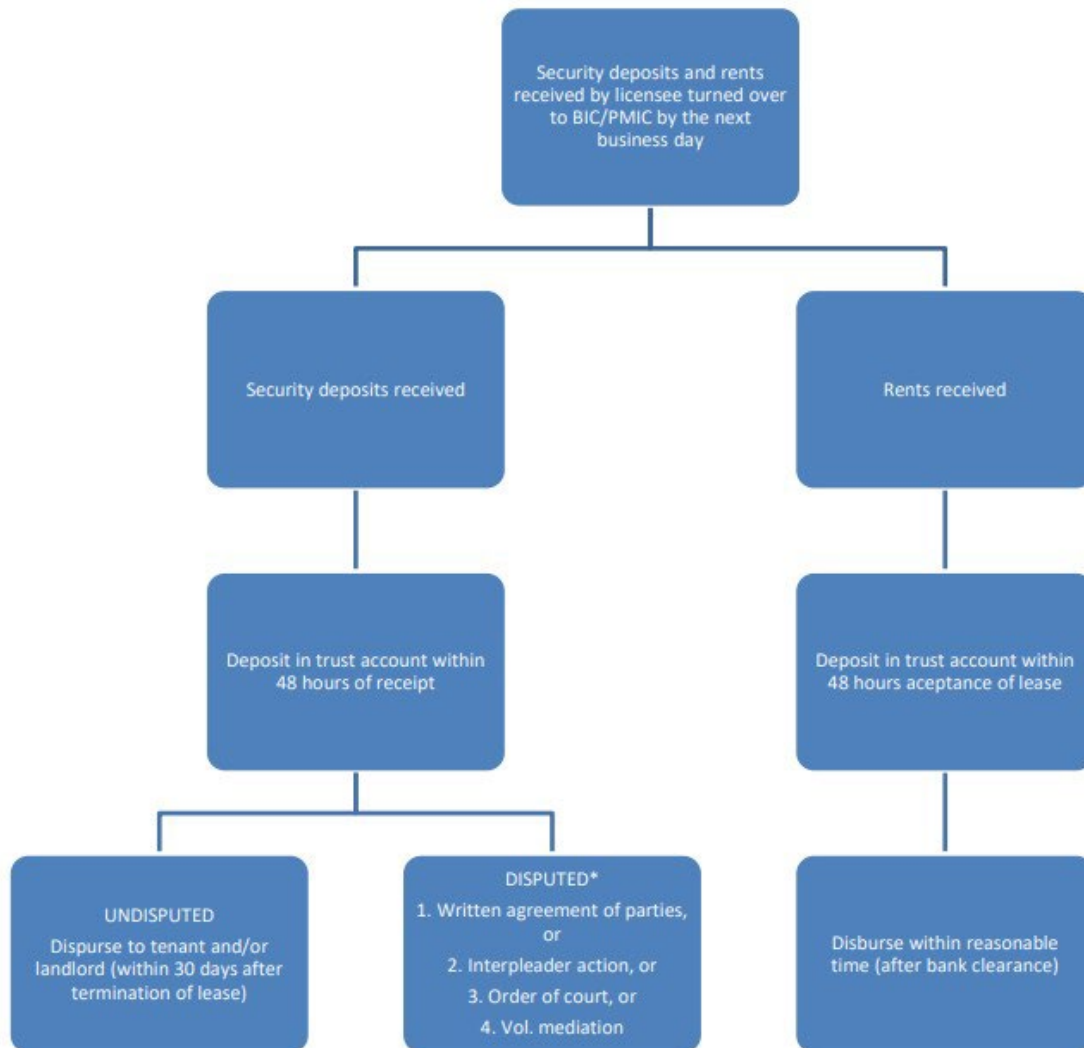 Security deposits and rents
received by licensee turned over
to BIC/PMIC by the next
business day
Security deposits received
Rents received
Deposit in trust account within
48 hours of receipt
Deposit in trust account within
48 hours aceptance of lease
UNDISPUTED
Dispurse to tenant and/or
landlord (within 30 days after
termination of lease)
DISPUTED*
1. Written agreement of parties,
or
2. Interpleader action, or
3. Order of court, or
4. Vol. mediation
Disburse within reasonable
time (after bank clearance)